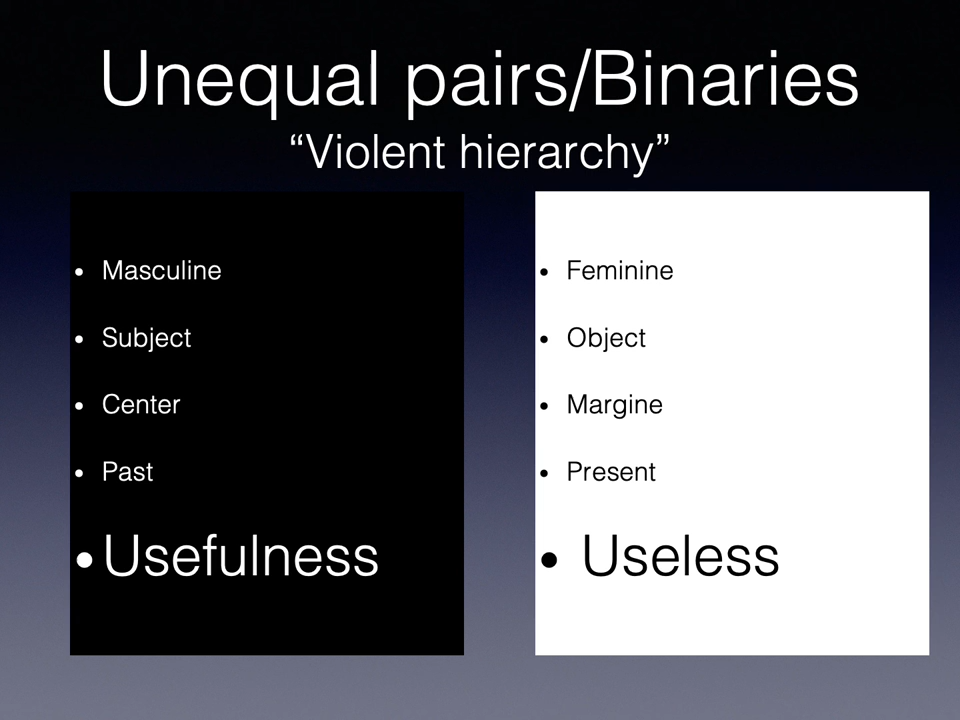 Unequal pairs/Binaries
“Violent hierarchy”
• Masculine
• Subject
• Center
• Past
• Usefulness
• Feminine
• Object
• Margine
• Present
• Useless